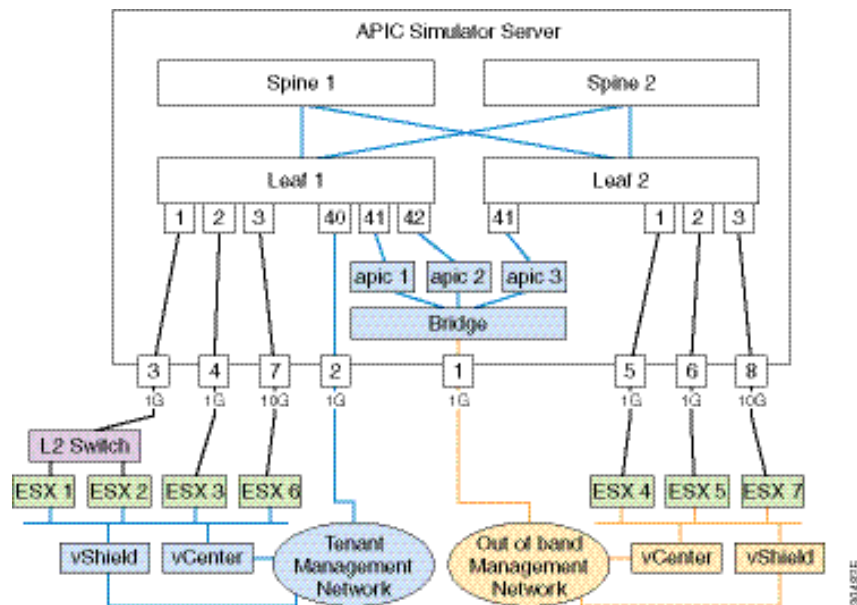 APIC Simulator Server
Spine 1
Spine 2
Leaf 1
Leaf 2
1 2 3 40 41 42 41 1 2 3
apic 1 apic 2 apic 3
Bridge
3 4 7 2 1 5 6 8
1G 1G 10G 1G 1G 1G 1G 10G
L2 Switch
ESX 1 ESX 2 ESX 3 ESX 6 ESX 4 ESX 5 ESX 7
vShield vCenter
Tenant
Management
Network
Out of band
Management
Network
vCenter vShield